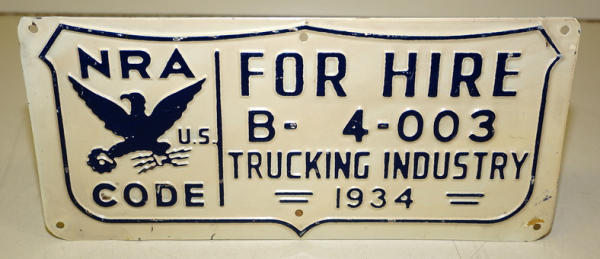 NRA
U.S.
CODE
FOR HIRE
B- 4-003
TRUCKING INDUSTRY
1934